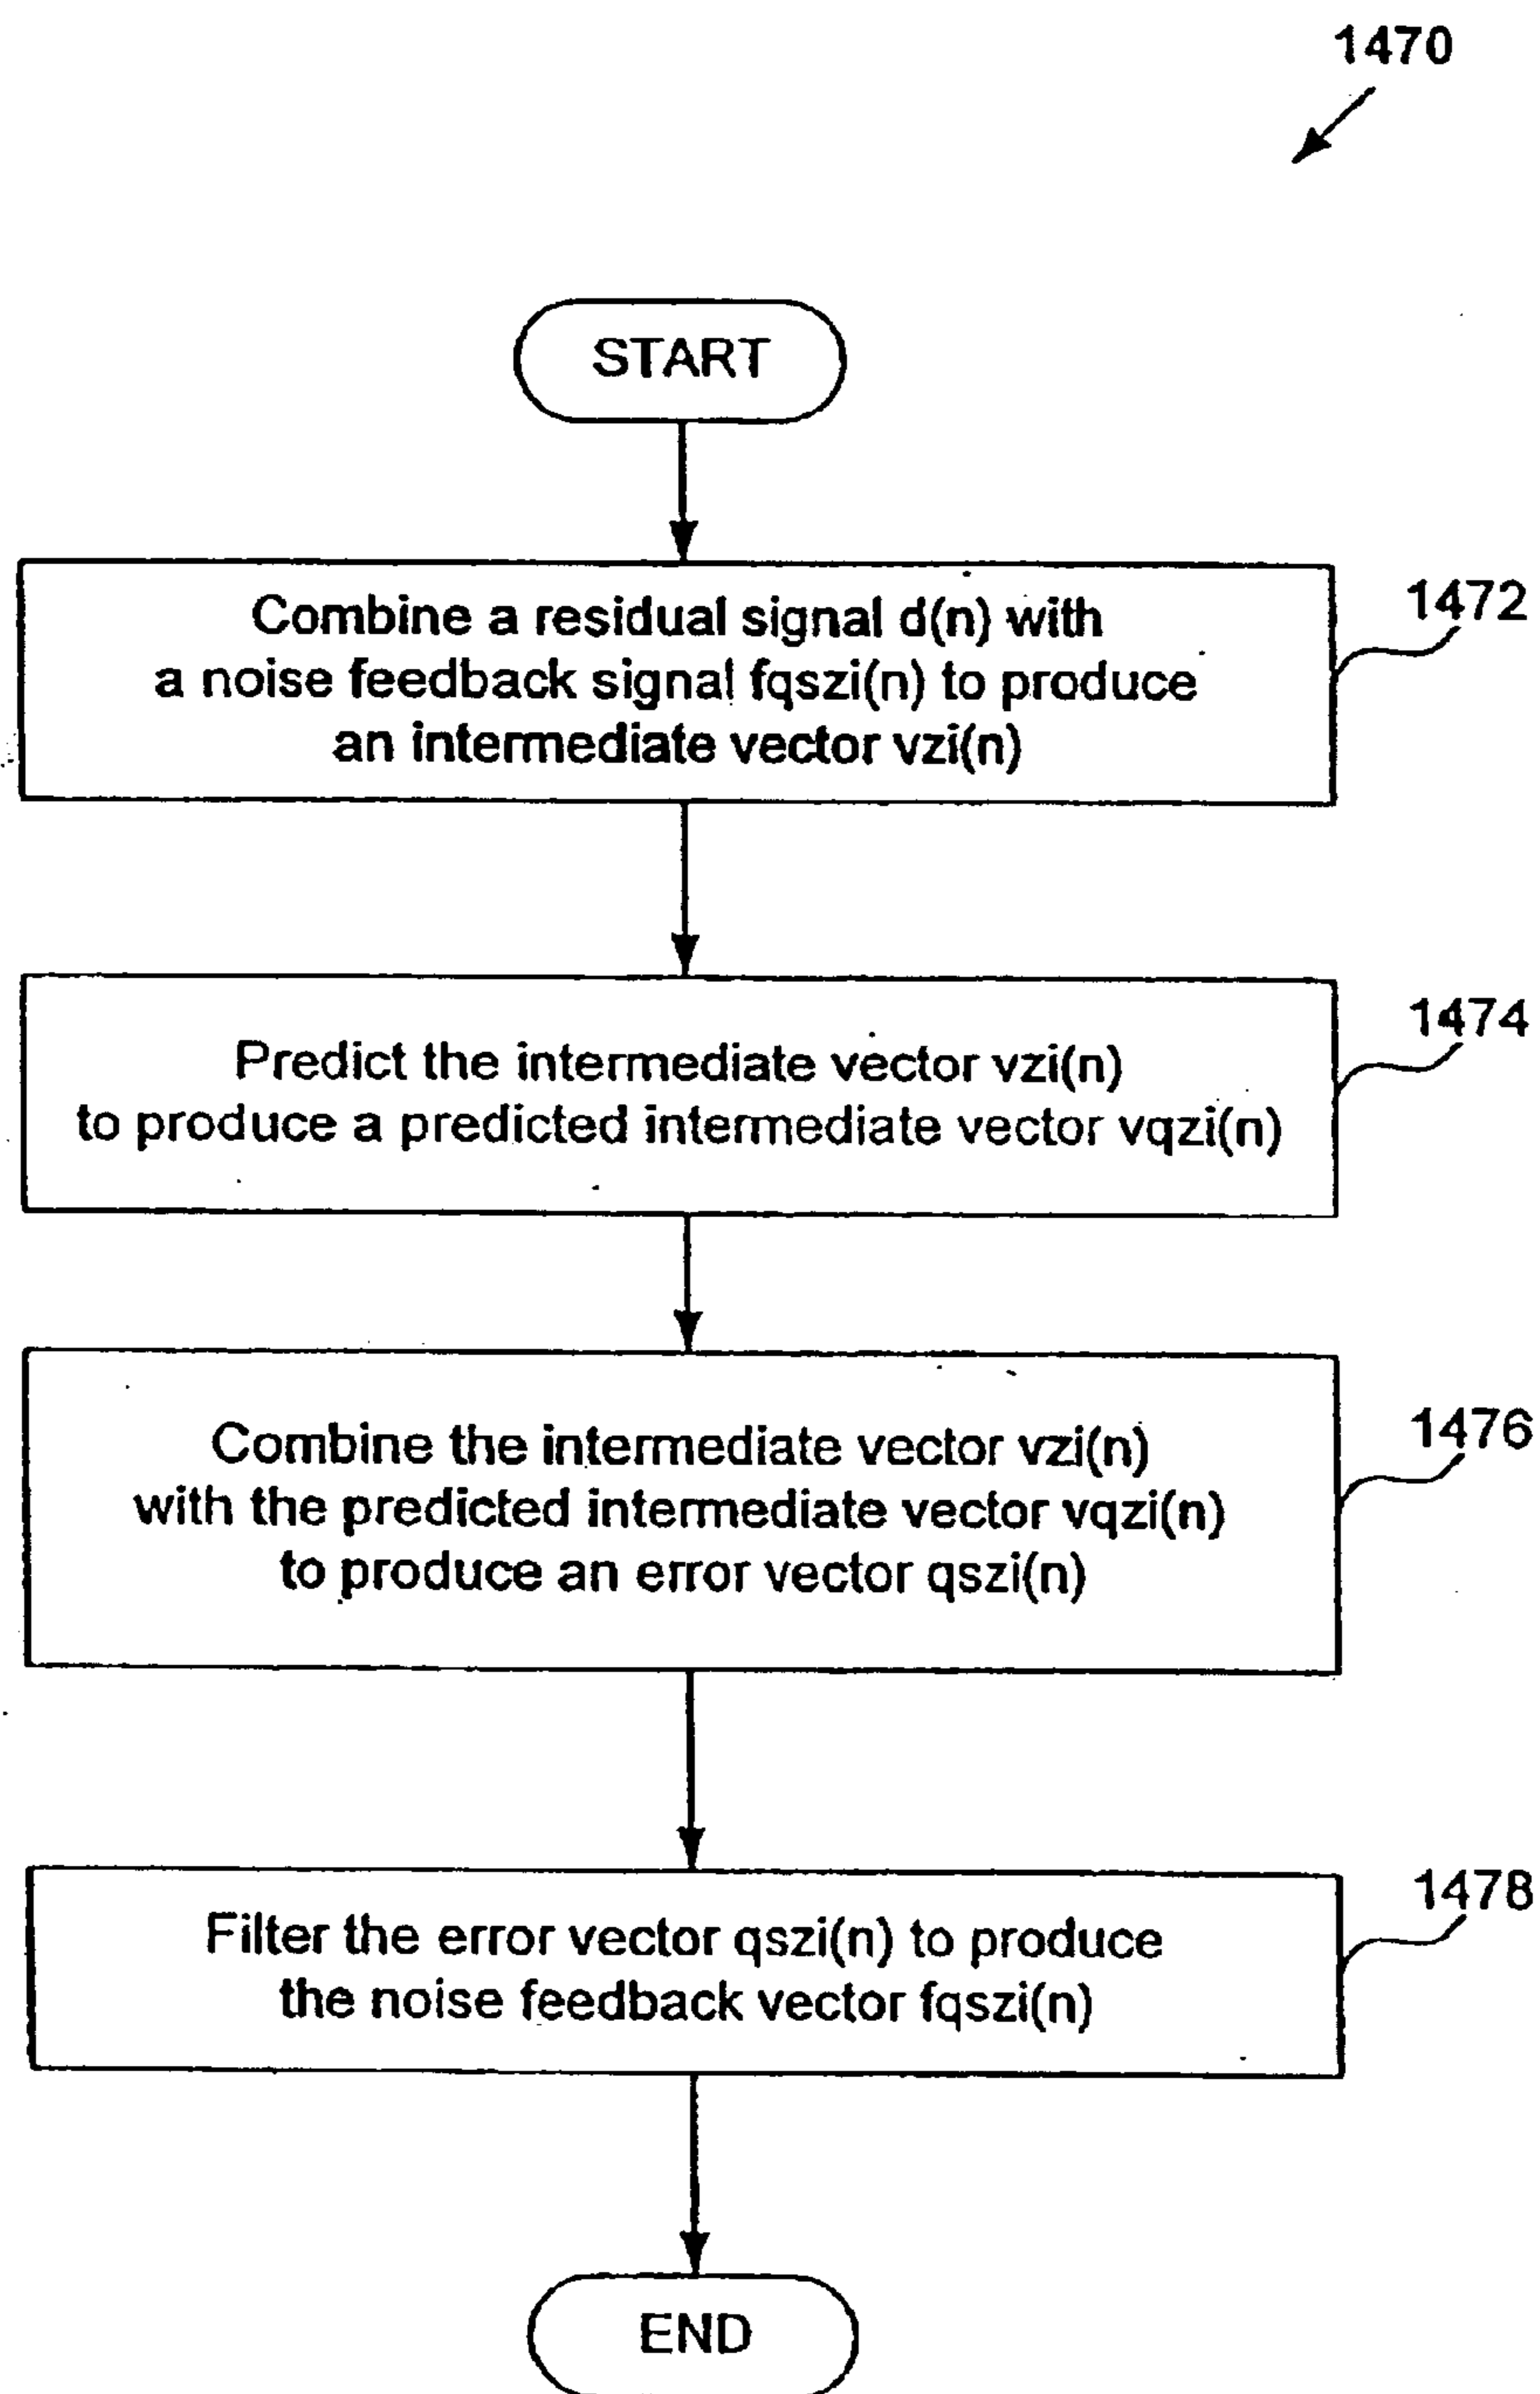 1470
START
Combine a residual signal d(n) with
a noise feedback signal fqszi(n) to produce
an intermediate vector vzi(n)
1472
Predict the intermediate vector vzi(n)
to produce a predicted intermediate vector vqzi(n)
1474
Combine the intermediate vector vzi(n)
with the predicted intermediate vector vqzi(n)
to produce an error vector qszi(n)
1476
Filter the error vector qszi(n) to produce
the noise feedback vector fqszi(n)
1478
END